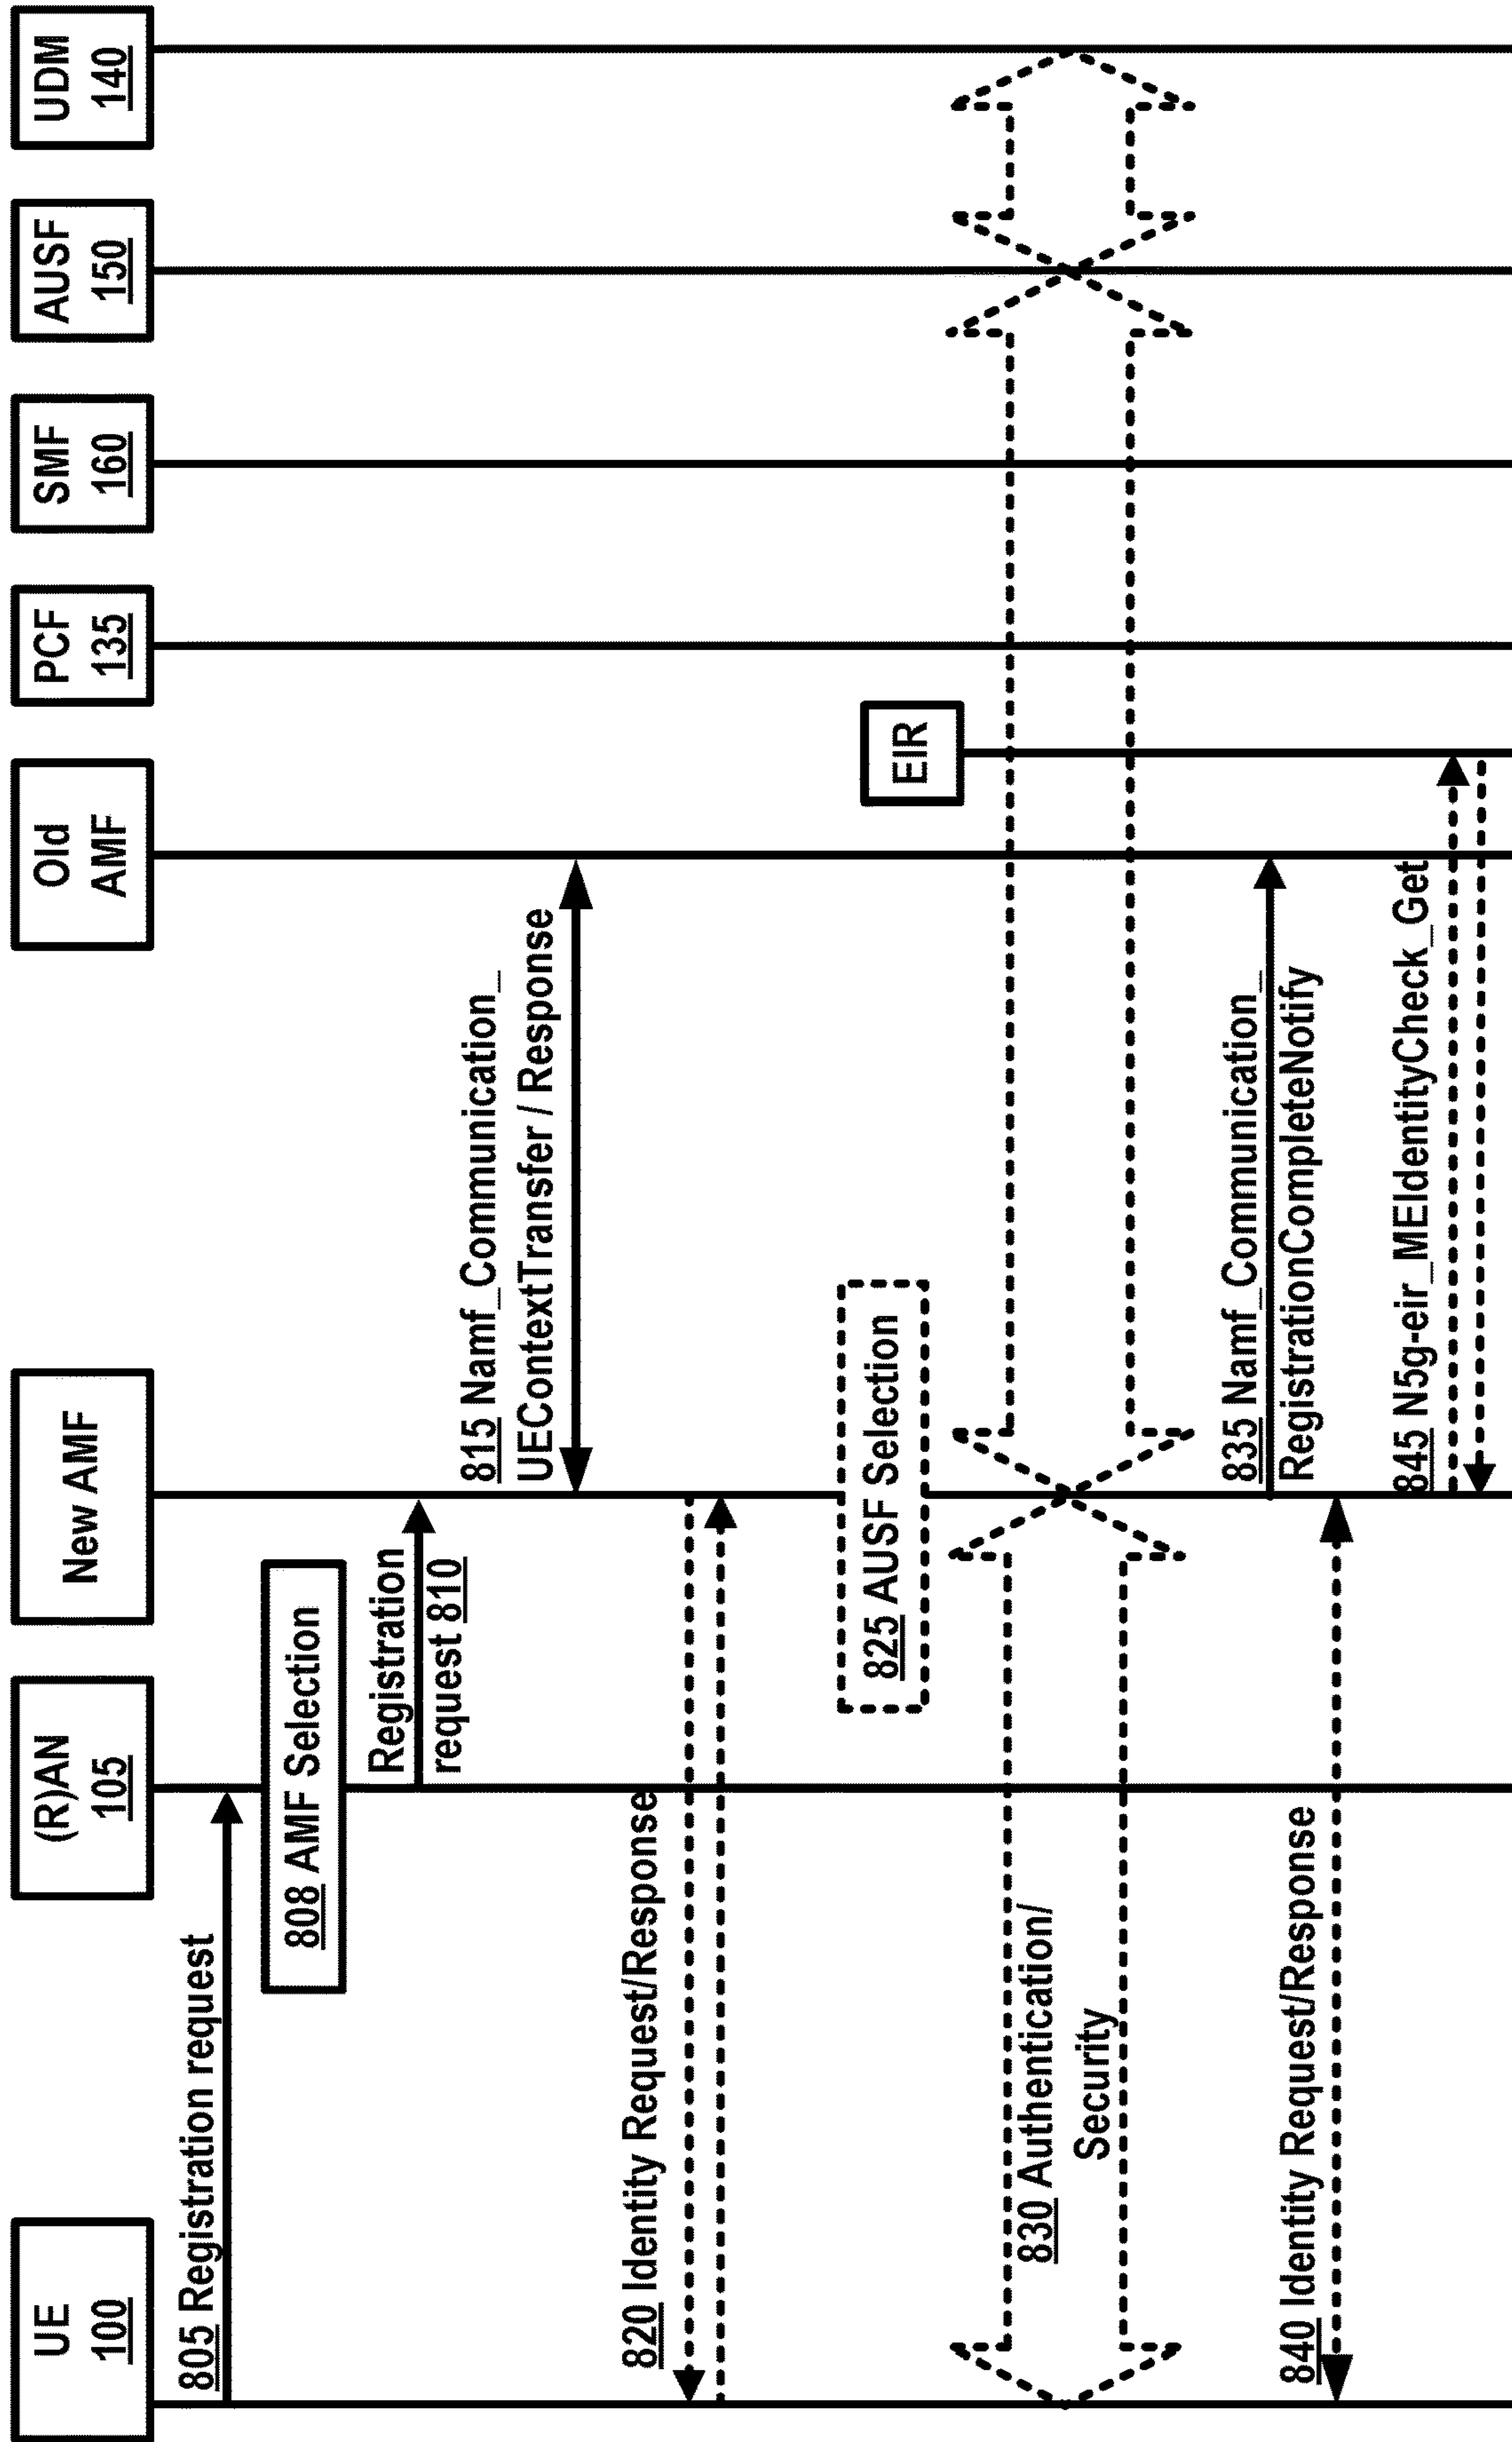 UE
100
(R)AN
105
New AMF
Old
AMF
PCF
135
SMF
160
AUSF
150
UDM
140
805 Registration request
808 AMF Selection
Registration
request 810
815 Namf_Communication_
UEContextTransfer / Response
820 Identity Request/Response
825 AUSF Selection
EIR
830 Authentication/
Security
835 Namf_Communication_
RegistrationCompleteNotify
840 Identity Request/Response
845 N5g-eir_MEIdentityCheck_Get